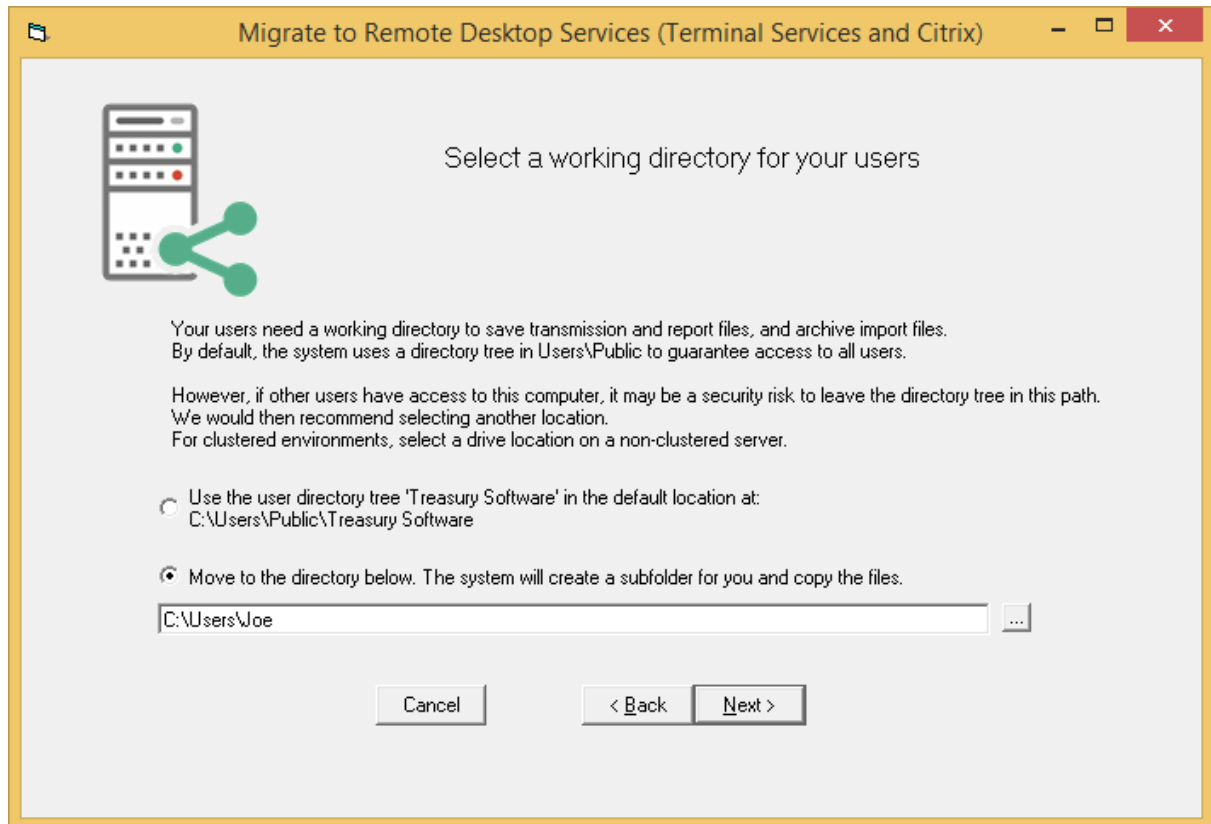 Migrate to Remote Desktop Services (Terminal Services and Citrix)
Select a working directory for your users
Your users need a working directory to save transmission and report files, and archive import files.
By default, the system uses a directory tree in Users\Public to guarantee access to all users.
However, if other users have access to this computer, it may be a security risk to leave the directory tree in this path.
We would then recommend selecting another location.
For clustered environments, select a drive location on a non-clustered server.
Use the user directory tree 'Treasury Software' in the default location at:
C:\Users\Public\Treasury Software
Move to the directory below. The system will create a subfolder for you and copy the files.
C:\Users\Joe
...
Cancel
< Back
Next >